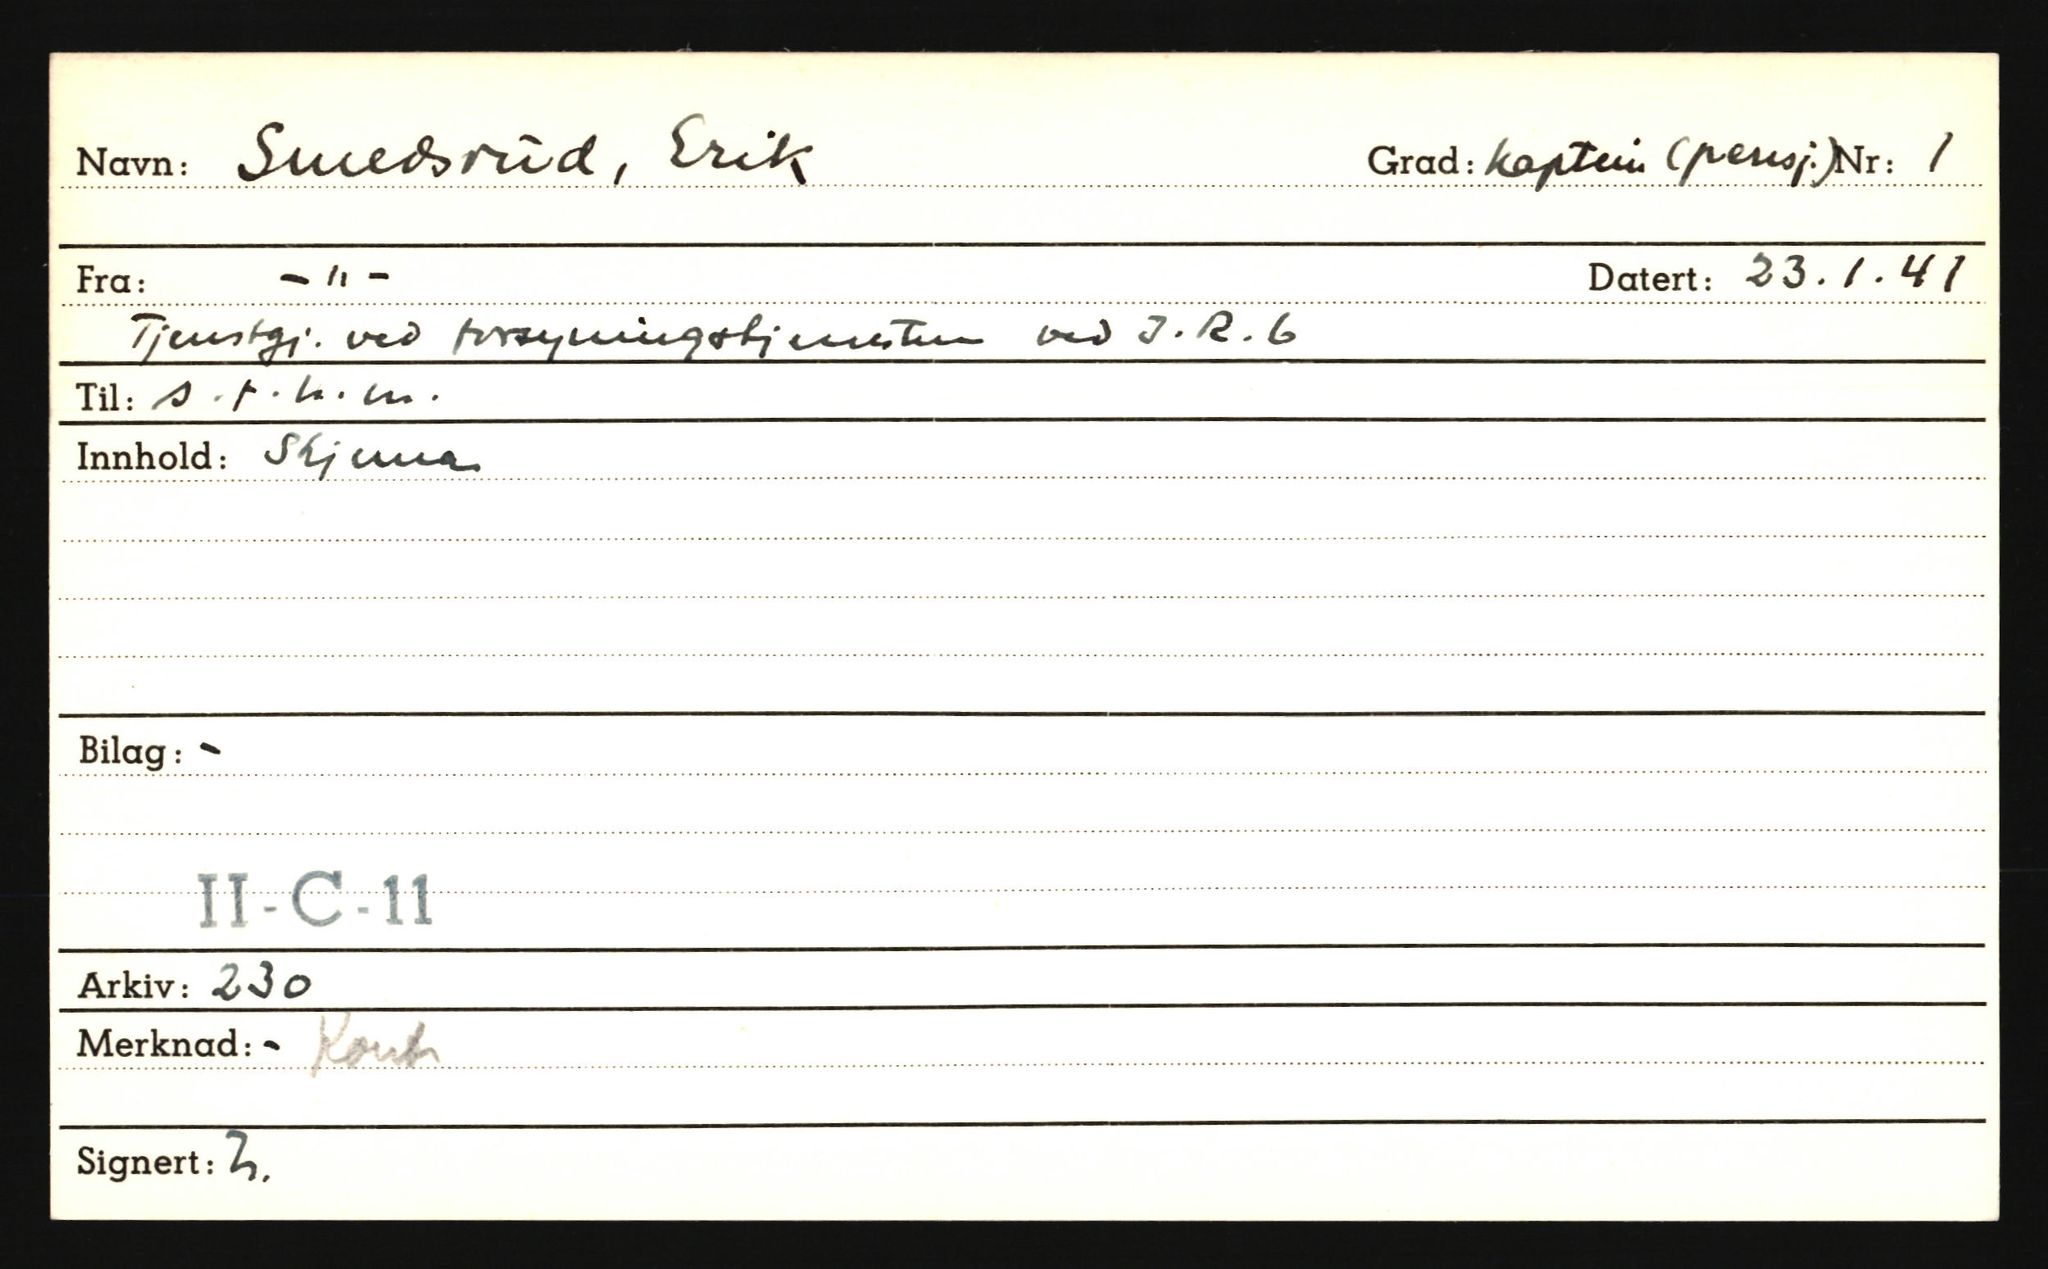 Navn: Smedsrud, Erik Grad: Kaptein (pensj.) Nr: 1
Fra: - " - Datert: 23.1.41
Tjenstgj. ved forsyningstjenesten ved I.R. 6
Til: s.f.h.m.
Innhold: Skjema
Bilag: -
II-C-11
Arkiv: 230
Merknad: - Kontr
Signert: h.